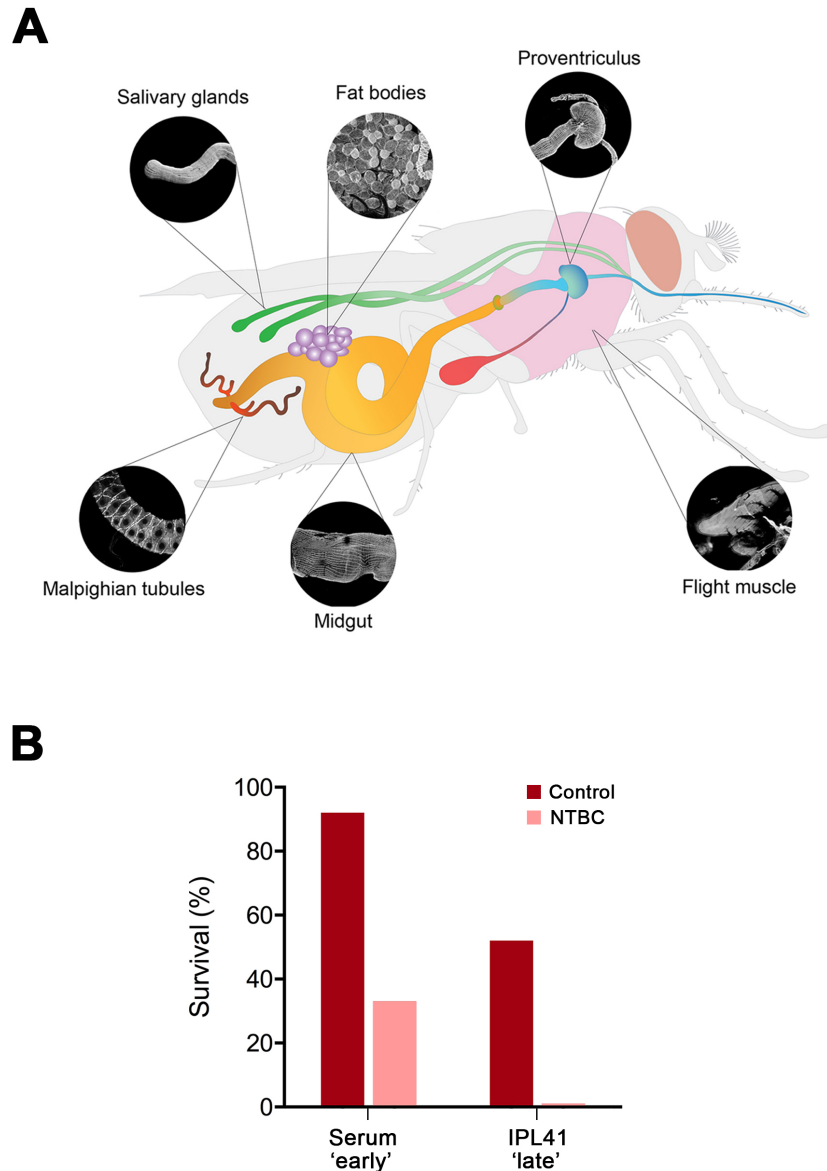 A
Proventriculus
Fat bodies
Salivary glands
Malpighian tubules
Midgut
Flight muscle
B
100
80
60
40
20
0
Survival (%)
Control
NTBC
Serum
‘early’
IPL41
‘late’